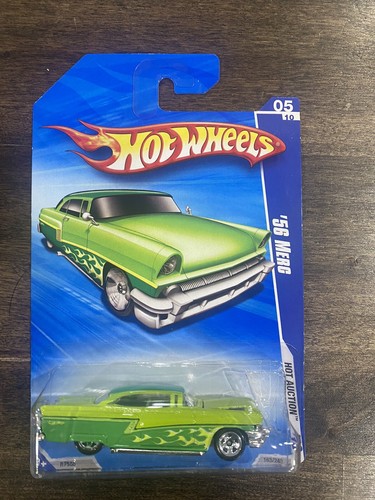 05
10
HOT WHEELS
'56 MERC
HOT AUCTION